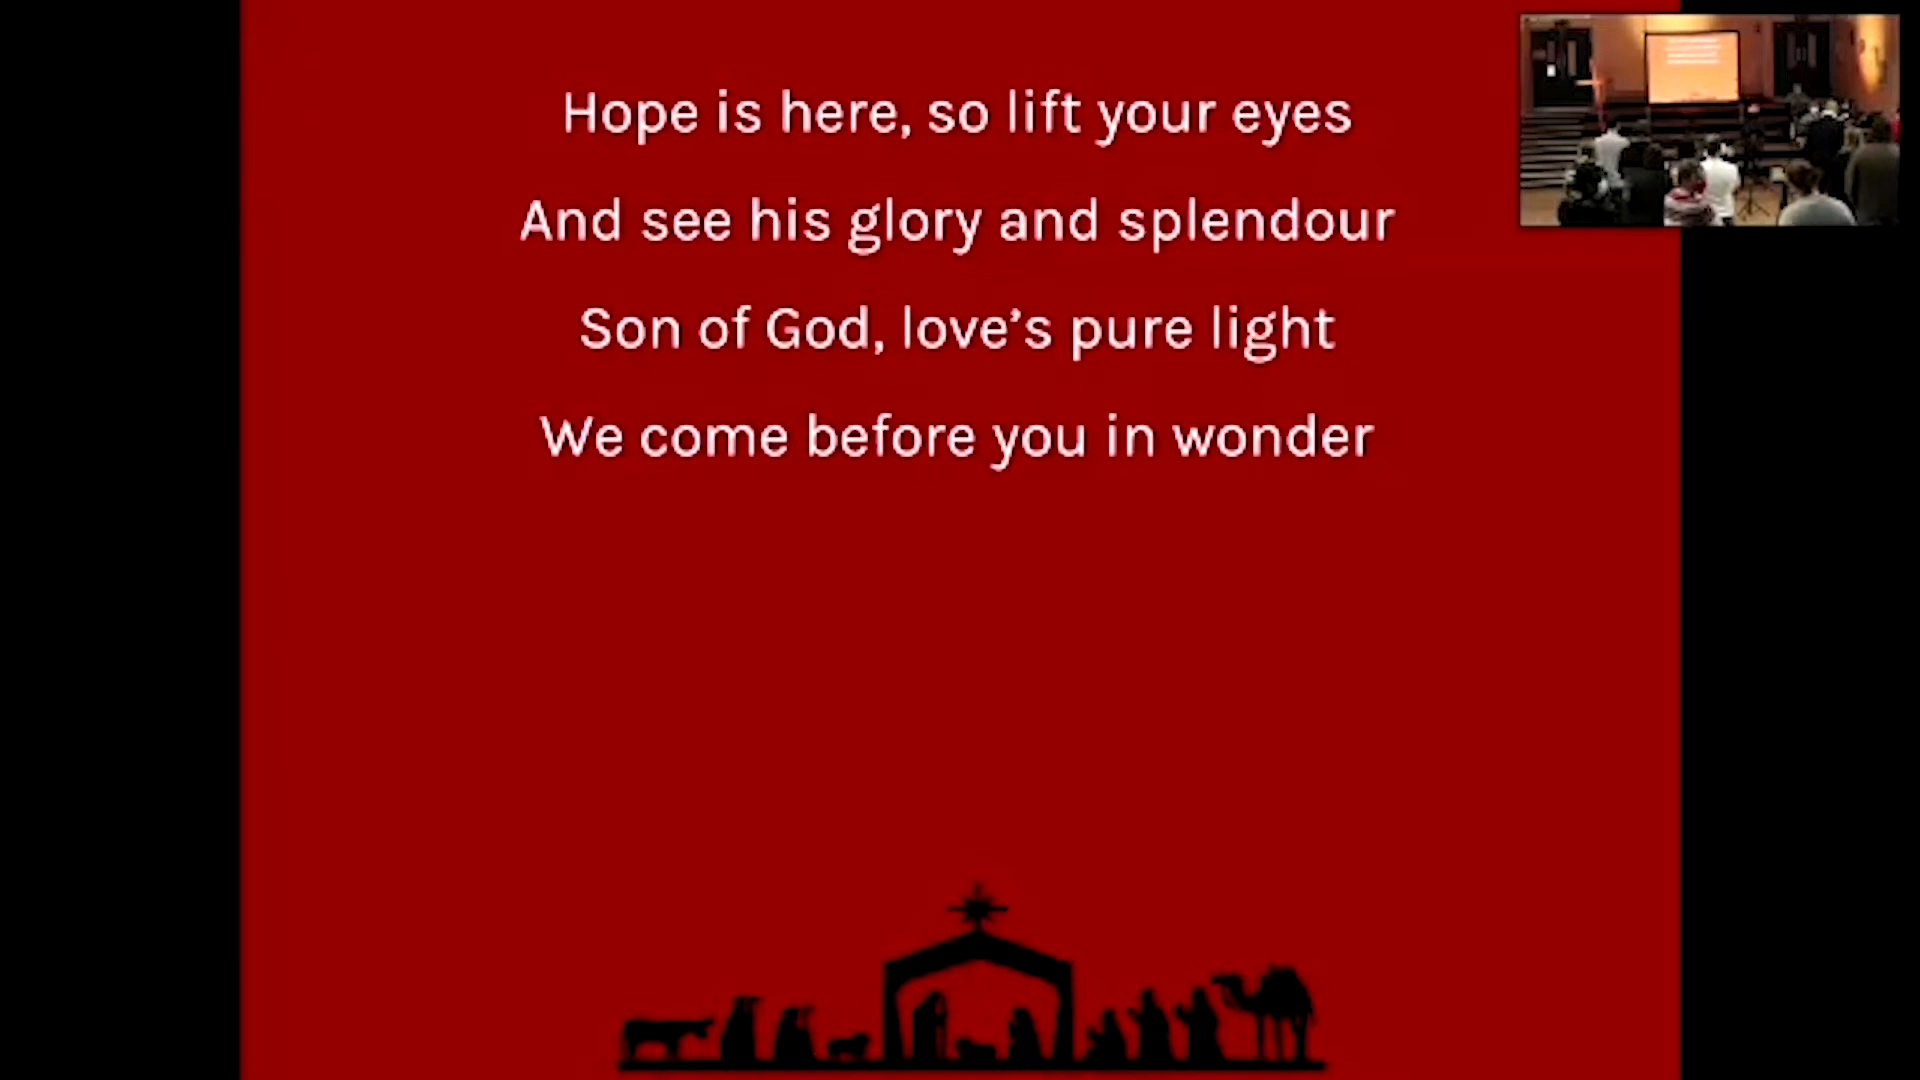 Hope is here, so lift your eyes
And see his glory and splendour
Son of God, love’s pure light
We come before you in wonder